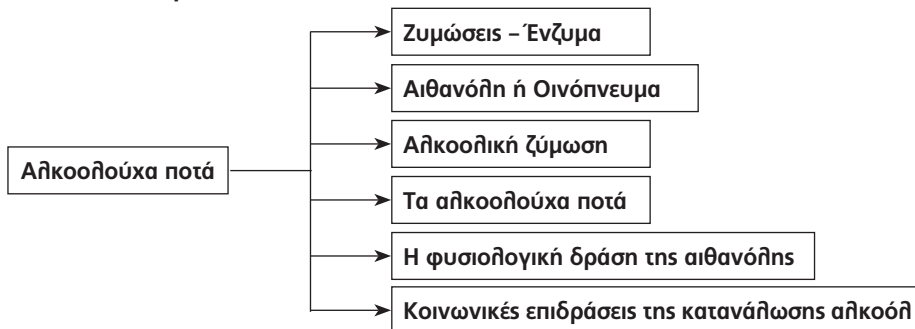 Ζυμώσεις – Ένζυμα
Αιθανόλη ή Οινόπνευμα
Αλκοολική ζύμωση
Αλκοολούχα ποτά
Τα αλκοολούχα ποτά
Η φυσιολογική δράση της αιθανόλης
Κοινωνικές επιδράσεις της κατανάλωσης αλκοόλ